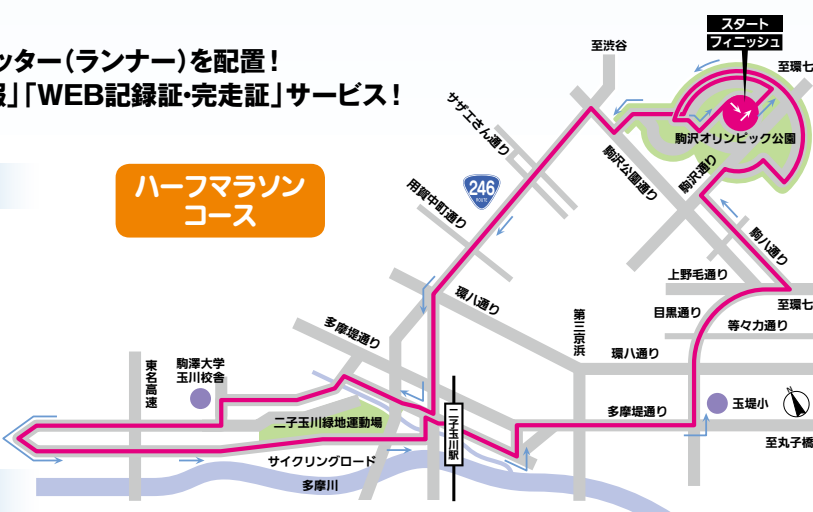 ッター(ランナー)を配置!
」「WEB記録証・完走証」サービス!
ハーフマラソン
コース
スタート
フィニッシュ
至渋谷
至環七
サザエさん通り
駒沢オリンピック公園
駒沢公園通り
駒沢通り
246
ROUTE
用賀中町通り
駒八通り
上野毛通り
環八通り
至環七
目黒通り
第三京浜
等々力通り
多摩堤通り
環八通り
東名高速
駒澤大学
玉川校舎
二子玉川緑地運動場
二子玉川駅
多摩堤通り
玉堤小
N
至丸子橋
サイクリングロード
多摩川